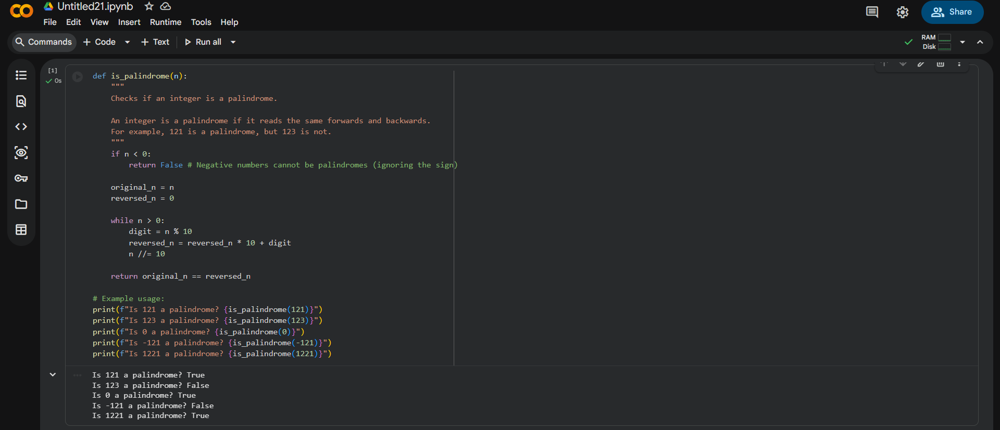 Untitled21.ipynb
File Edit View Insert Runtime Tools Help
Share
Commands + Code + Text Run all
RAM
Disk
[1]
0s
def is_palindrome(n):
    """
    Checks if an integer is a palindrome.

    An integer is a palindrome if it reads the same forwards and backwards.
    For example, 121 is a palindrome, but 123 is not.
    """
    if n < 0:
        return False # Negative numbers cannot be palindromes (ignoring the sign)

    original_n = n
    reversed_n = 0

    while n > 0:
        digit = n % 10
        reversed_n = reversed_n * 10 + digit
        n //= 10

    return original_n == reversed_n

# Example usage:
print(f"Is 121 a palindrome? {is_palindrome(121)}")
print(f"Is 123 a palindrome? {is_palindrome(123)}")
print(f"Is 0 a palindrome? {is_palindrome(0)}")
print(f"Is -121 a palindrome? {is_palindrome(-121)}")
print(f"Is 1221 a palindrome? {is_palindrome(1221)}")
Is 121 a palindrome? True
Is 123 a palindrome? False
Is 0 a palindrome? True
Is -121 a palindrome? False
Is 1221 a palindrome? True